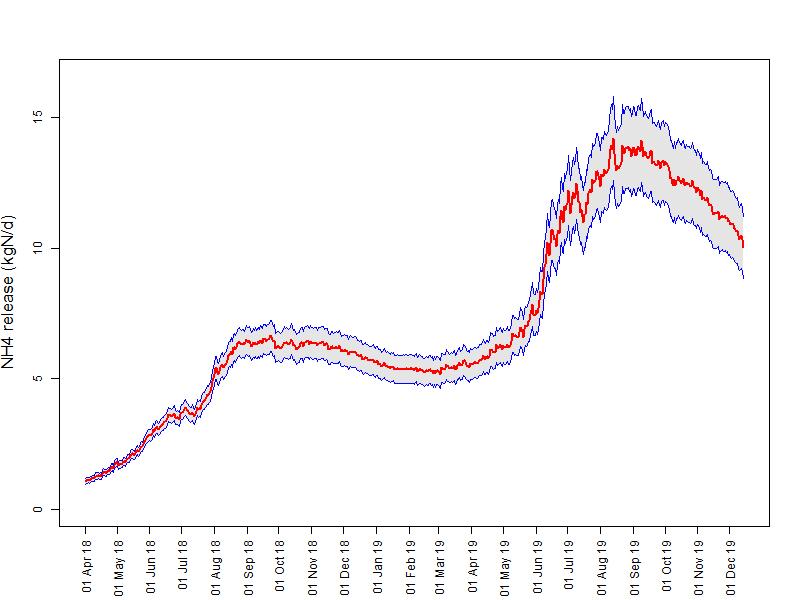 NH4 release (kgN/d)
15
10
5
0
01 Apr 18
01 May 18
01 Jun 18
01 Jul 18
01 Aug 18
01 Sep 18
01 Oct 18
01 Nov 18
01 Dec 18
01 Jan 19
01 Feb 19
01 Mar 19
01 Apr 19
01 May 19
01 Jun 19
01 Jul 19
01 Aug 19
01 Sep 19
01 Oct 19
01 Nov 19
01 Dec 19